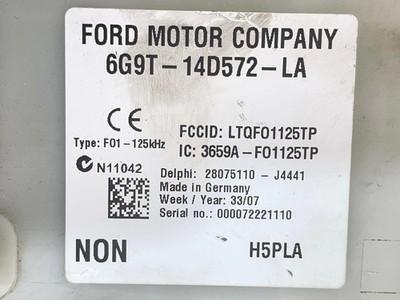 FORD MOTOR COMPANY
6G9T-14D572-LA
CE
FCCID: LTQFO1125TP
Type: FO1-125kHz
IC: 3659A-FO1125TP
N11042
Delphi: 28075110 - J4441
Made in Germany
Week / Year: 33/07
Serial no.: 000072221110
NON
H5PLA